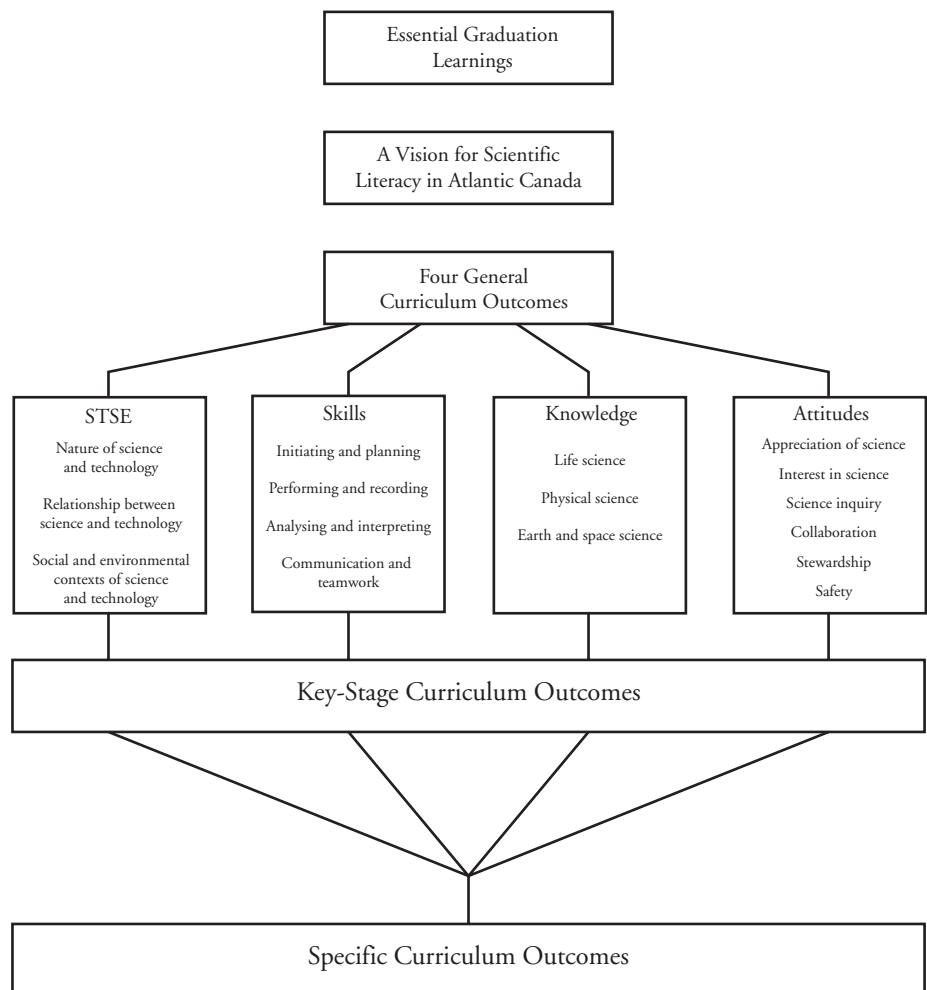 Essential Graduation
Learnings
A Vision for Scientific
Literacy in Atlantic Canada
Four General
Curriculum Outcomes
STSE
Nature of science
and technology
Relationship between
science and technology
Social and environmental
contexts of science
and technology
Skills
Initiating and planning
Performing and recording
Analysing and interpreting
Communication and
teamwork
Knowledge
Life science
Physical science
Earth and space science
Attitudes
Appreciation of science
Interest in science
Science inquiry
Collaboration
Stewardship
Safety
Key-Stage Curriculum Outcomes
Specific Curriculum Outcomes